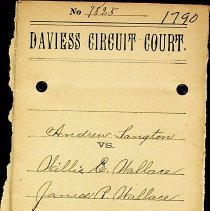 No 7825
1790
DAVIESS CIRCUIT COURT.
Andrew Langton
VS.
Willie D. Wallace
James P. Wallace